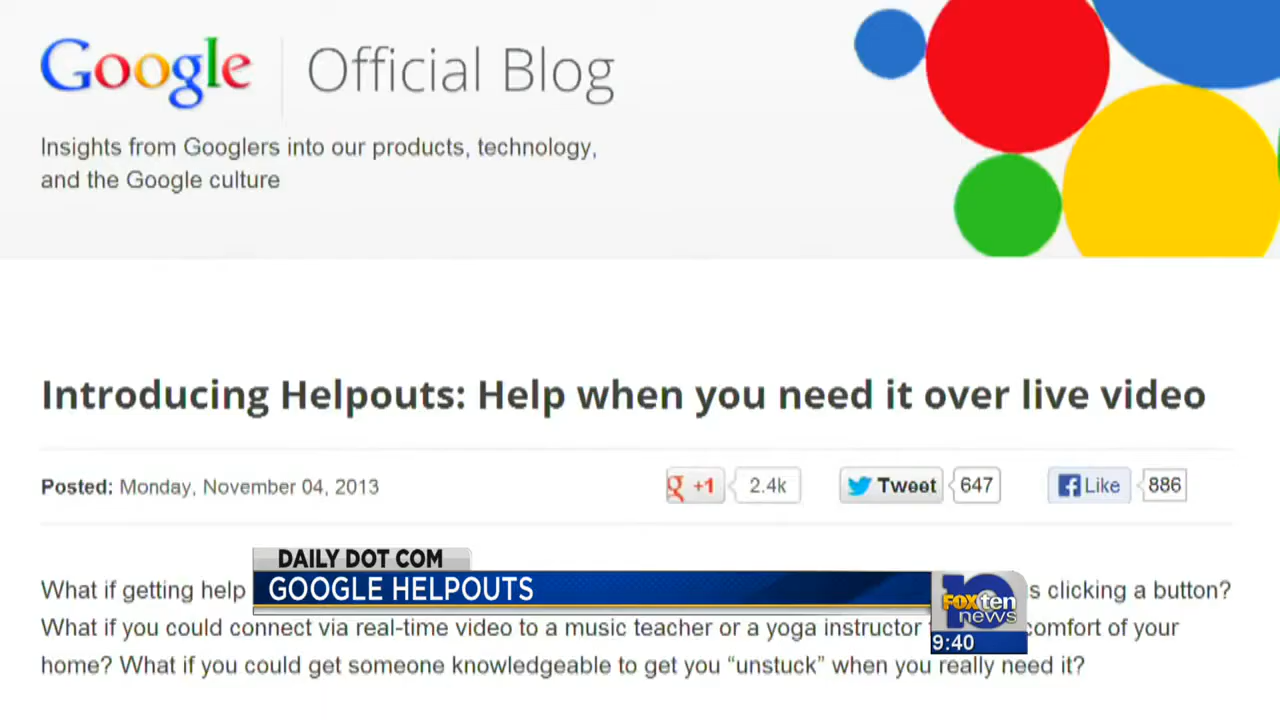 Google Official Blog
Insights from Googlers into our products, technology,
and the Google culture
Introducing Helpouts: Help when you need it over live video
Posted: Monday, November 04, 2013
g +1 2.4k Tweet 647 Like 886
DAILY DOT COM
GOOGLE HELPOUTS
What if getting help s clicking a button?
What if you could connect via real-time video to a music teacher or a yoga instructor comfort of your
home? What if you could get someone knowledgeable to get you “unstuck” when you really need it?
10
FOX ten
news
9:40